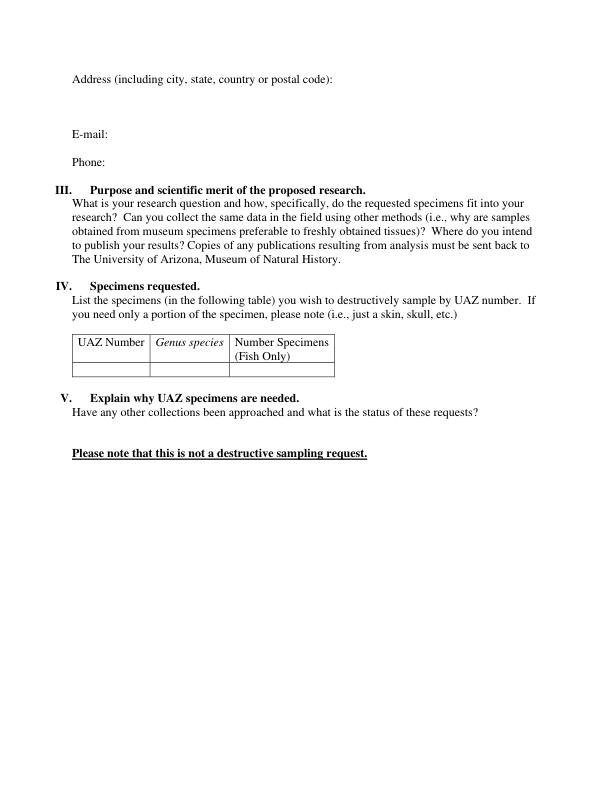 Address (including city, state, country or postal code):
E-mail:
Phone:
III. Purpose and scientific merit of the proposed research.
What is your research question and how, specifically, do the requested specimens fit into your
research?  Can you collect the same data in the field using other methods (i.e., why are samples
obtained from museum specimens preferable to freshly obtained tissues)?  Where do you intend
to publish your results? Copies of any publications resulting from analysis must be sent back to
The University of Arizona, Museum of Natural History.
IV. Specimens requested.
List the specimens (in the following table) you wish to destructively sample by UAZ number.  If
you need only a portion of the specimen, please note (i.e., just a skin, skull, etc.)
UAZ Number Genus species Number Specimens
(Fish Only)
V. Explain why UAZ specimens are needed.
Have any other collections been approached and what is the status of these requests?
Please note that this is not a destructive sampling request.